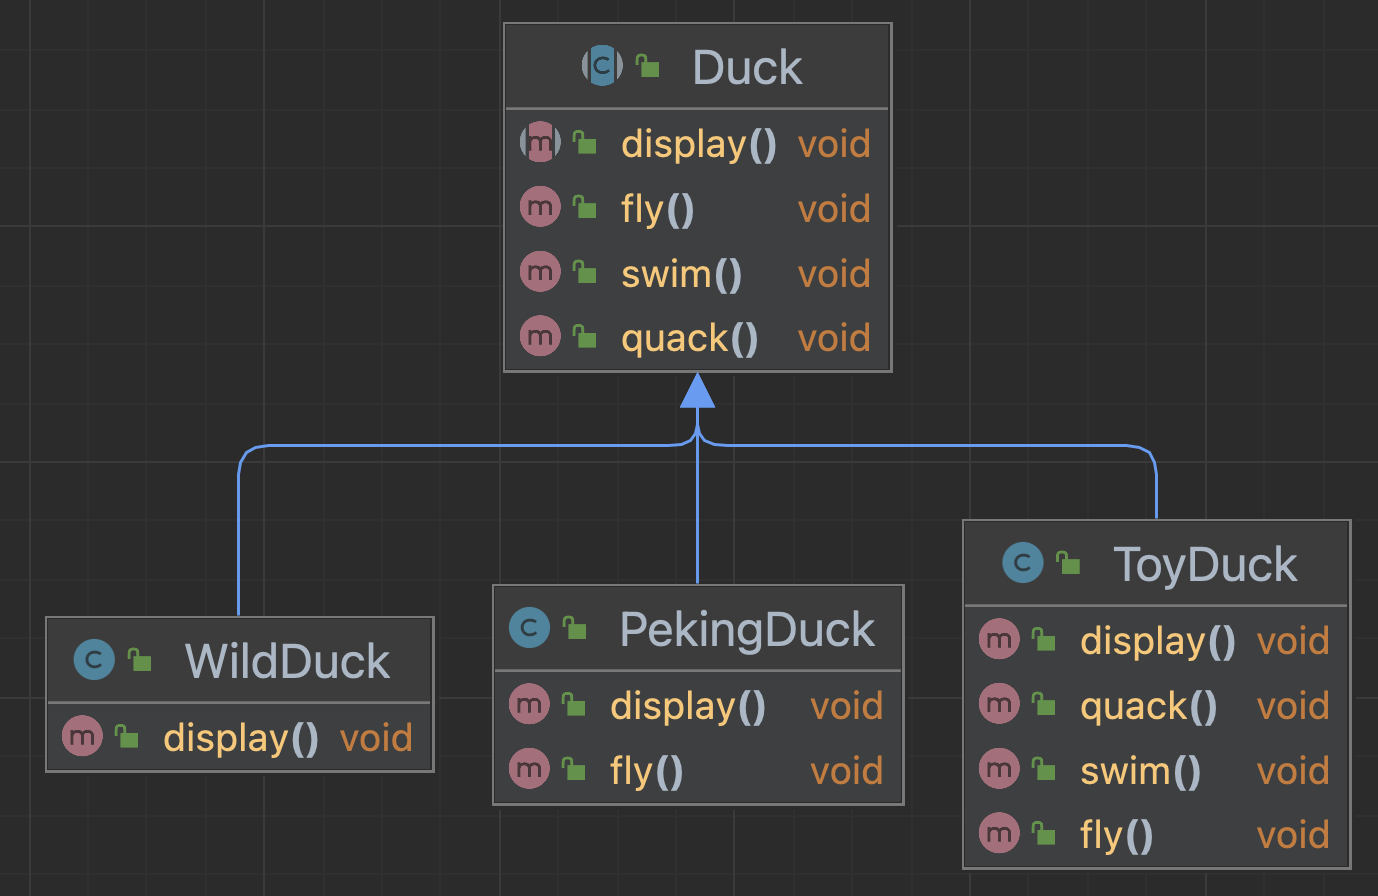 C Duck
m display() void
m fly() void
m swim() void
m quack() void
C WildDuck
m display() void
C PekingDuck
m display() void
m fly() void
C ToyDuck
m display() void
m quack() void
m swim() void
m fly() void